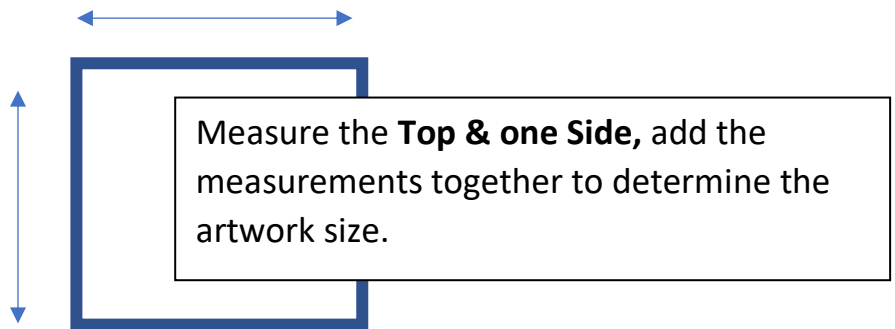 Measure the Top & one Side, add the
measurements together to determine the
artwork size.